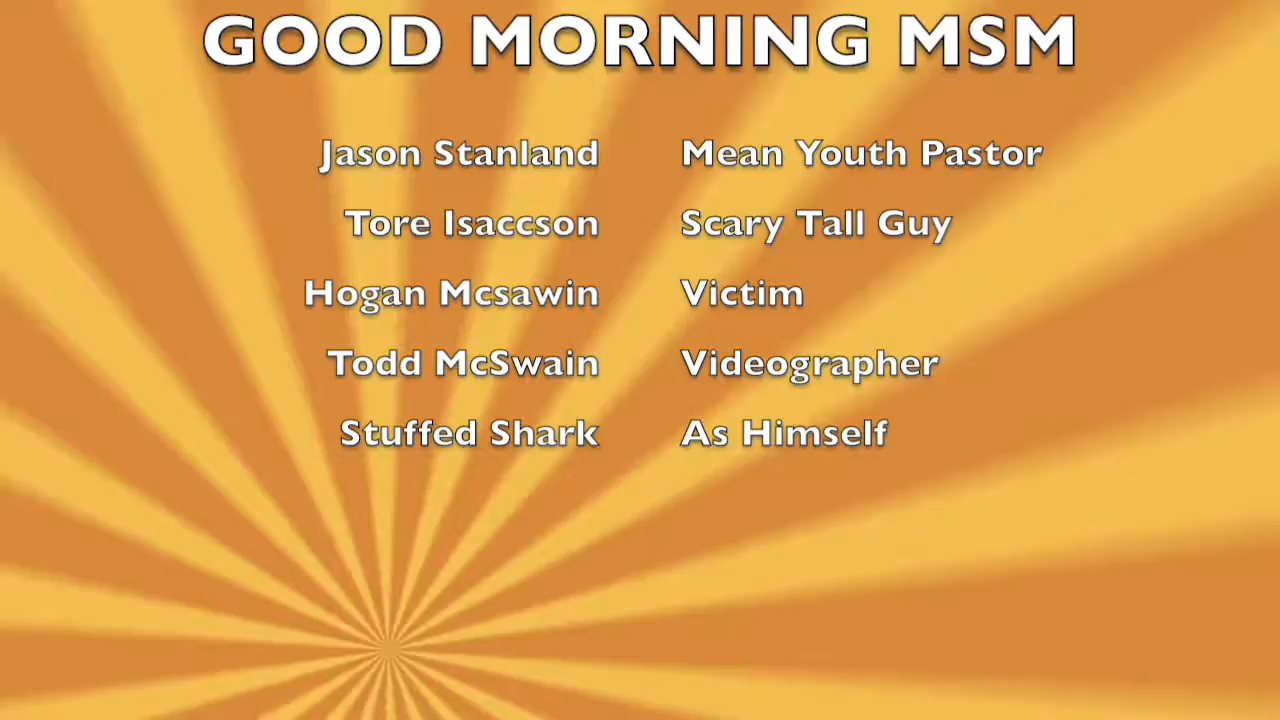 GOOD MORNING MSM
Jason Stanland Mean Youth Pastor
Tore Isaccson Scary Tall Guy
Hogan Mcsawin Victim
Todd McSwain Videographer
Stuffed Shark As Himself